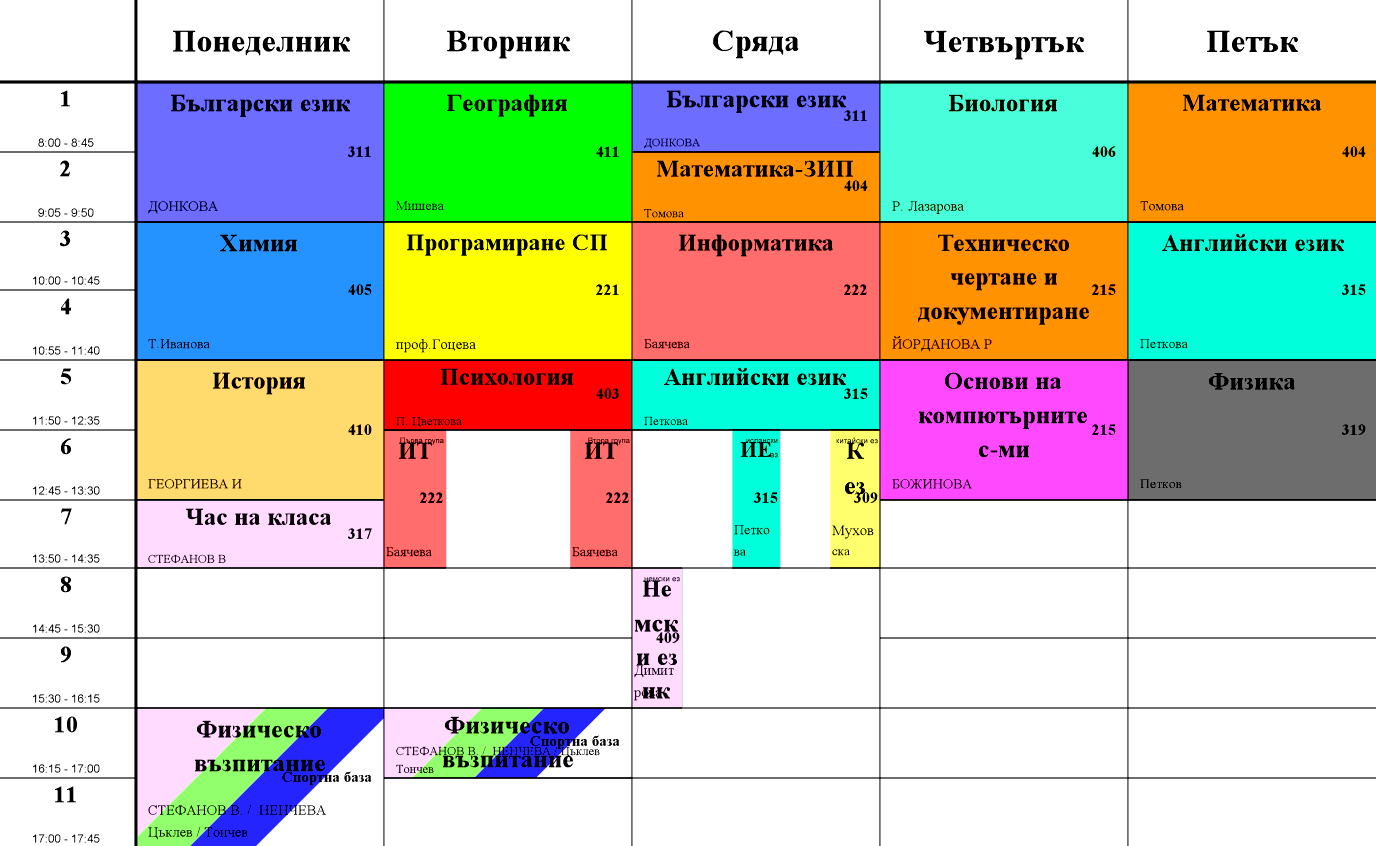 Понеделник
Вторник
Сряда
Четвъртък
Петък
1
8:00 - 8:45
Български език
311
ДОНКОВА
География
411
Мишева
Български език
311
ДОНКОВА
Биология
406
Р. Лазарова
Математика
404
Томова
2
9:05 - 9:50
Математика-ЗИП
404
Томова
3
10:00 - 10:45
Химия
405
Т.Иванова
Програмиране СП
221
проф.Гоцева
Информатика
222
Баячева
Техническо
чертане и
документиране
215
ЙОРДАНОВА Р
Английски език
315
Петкова
4
10:55 - 11:40
5
11:50 - 12:35
История
410
ГЕОРГИЕВА И
Психология
403
П. Цветкова
Английски език
315
Петкова
Основи на
компютърните
с-ми
215
БОЖИНОВА
Физика
319
Петков
6
12:45 - 13:30
Първа група
ИТ
222
Баячева
Втора група
ИТ
222
Баячева
испански
ез
ИЕ
315
Петко
ва
китайски ез
К
ез
309
Мухов
ска
7
13:50 - 14:35
Час на класа
317
СТЕФАНОВ В
8
14:45 - 15:30
немски ез
Не
мск
и ез
ик
409
Димит
рова
9
15:30 - 16:15
10
16:15 - 17:00
Физическо
възпитание
Спортна база
СТЕФАНОВ В. / НЕНЧЕВА
Цъклев / Тончев
Физическо
възпитание
Спортна база
СТЕФАНОВ В. / НЕНЧЕВА / Цъклев
Тончев
11
17:00 - 17:45